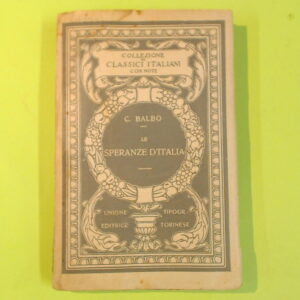 COLLEZIONE
DI
CLASSICI ITALIANI
CON NOTE
C. BALBO
LE
SPERANZE D'ITALIA
UNIONE TIPOGR.
EDITRICE TORINESE